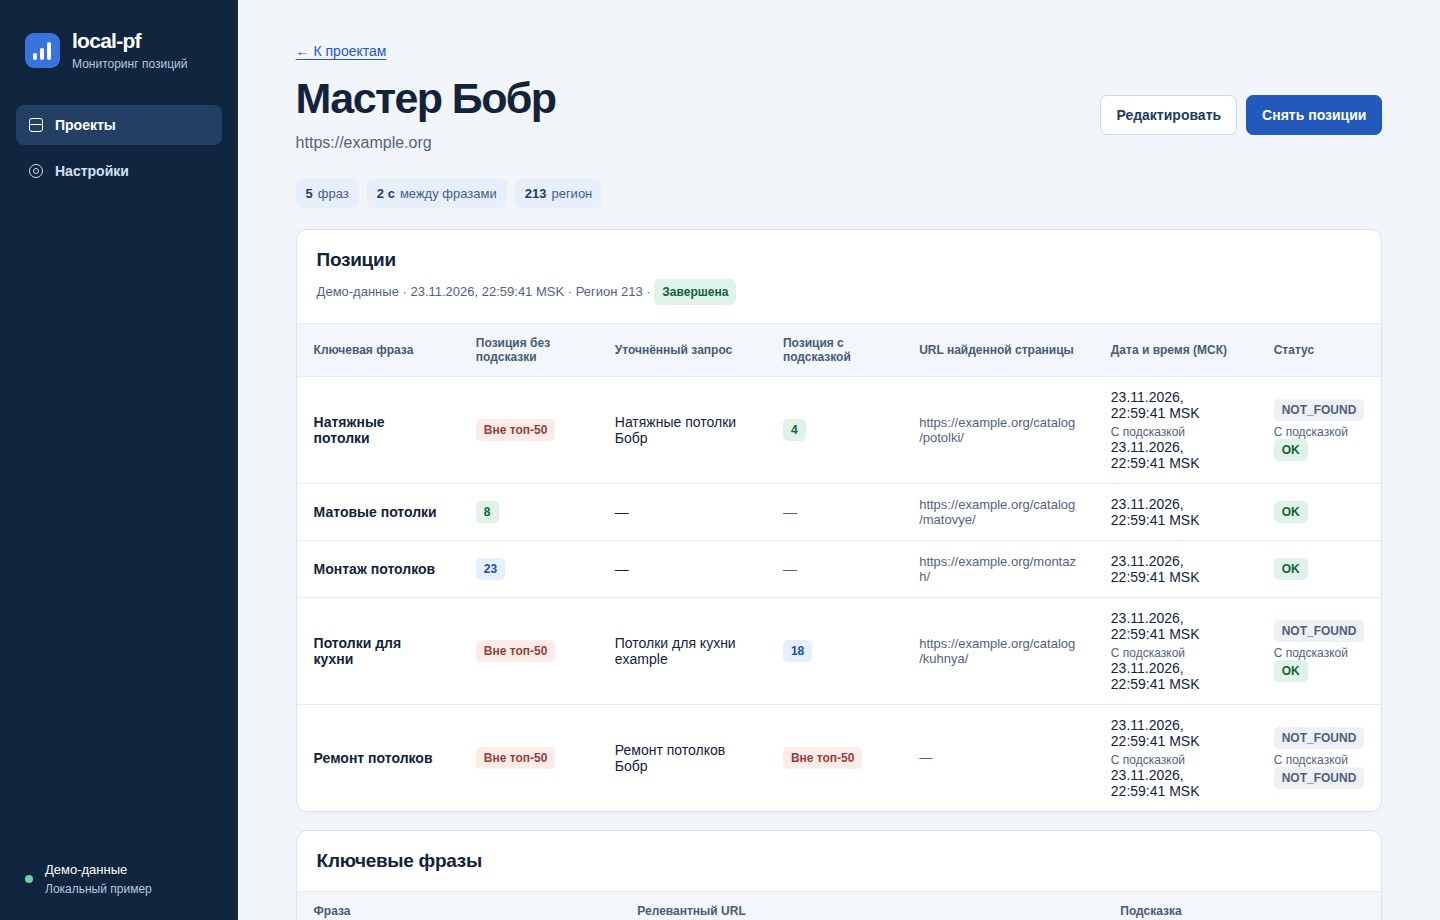 local-pf
Мониторинг позиций
Проекты
Настройки
Демо-данные
Локальный пример
← К проектам
Мастер Бобр
https://example.org
Редактировать
Снять позиции
5 фраз
2 с между фразами
213 регион
Позиции
Демо-данные · 23.11.2026, 22:59:41 MSK · Регион 213 · Завершена
Ключевая фраза
Позиция без
подсказки
Уточнённый запрос
Позиция с
подсказкой
URL найденной страницы
Дата и время (МСК)
Статус
Натяжные
потолки
Вне топ-50
Натяжные потолки
Бобр
4
https://example.org/catalog
/potolki/
23.11.2026,
22:59:41 MSK
С подсказкой
23.11.2026,
22:59:41 MSK
NOT_FOUND
С подсказкой
OK
Матовые потолки
8
—
—
https://example.org/catalog
/matovye/
23.11.2026,
22:59:41 MSK
OK
Монтаж потолков
23
—
—
https://example.org/montaz
h/
23.11.2026,
22:59:41 MSK
OK
Потолки для
кухни
Вне топ-50
Потолки для кухни
example
18
https://example.org/catalog
/kuhnya/
23.11.2026,
22:59:41 MSK
С подсказкой
23.11.2026,
22:59:41 MSK
NOT_FOUND
С подсказкой
OK
Ремонт потолков
Вне топ-50
Ремонт потолков
Бобр
Вне топ-50
—
23.11.2026,
22:59:41 MSK
С подсказкой
23.11.2026,
22:59:41 MSK
NOT_FOUND
С подсказкой
NOT_FOUND
Ключевые фразы
Фраза
Релевантный URL
Подсказка